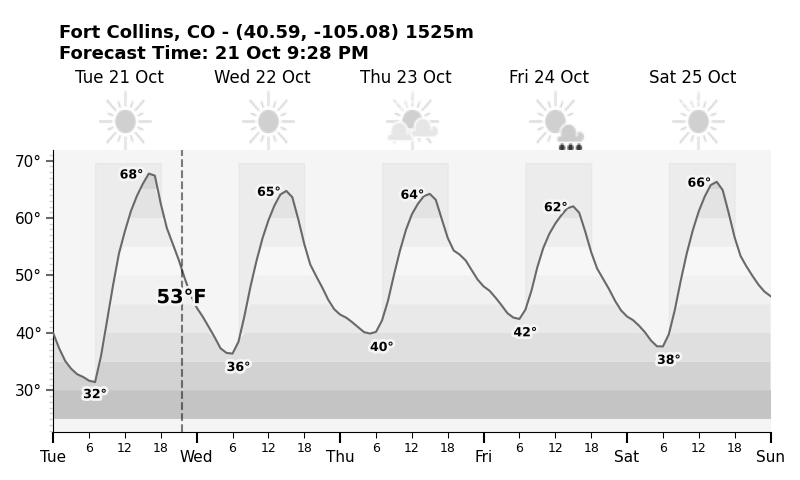 Fort Collins, CO - (40.59, -105.08) 1525m
Forecast Time: 21 Oct 9:28 PM
Tue 21 Oct Wed 22 Oct Thu 23 Oct Fri 24 Oct Sat 25 Oct
70°
68° 65° 64° 62° 66°
60°
50°
53°F
40°
32° 36° 40° 42° 38°
30°
6 12 18 6 12 18 6 12 18 6 12 18 6 12 18
Tue Wed Thu Fri Sat Sun